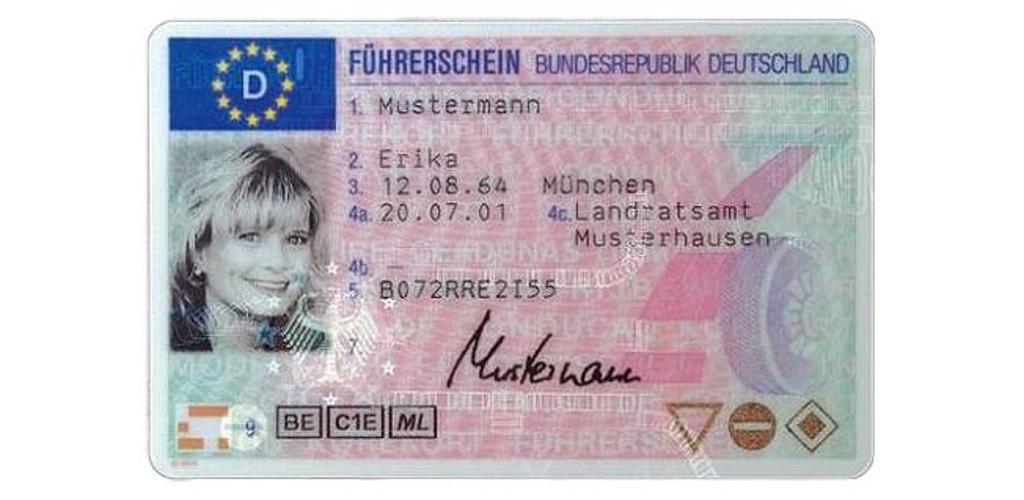 D
FÜHRERSCHEIN BUNDESREPUBLIK DEUTSCHLAND
1. Mustermann
2. Erika
3. 12.08.64 München
4a. 20.07.01 4c. Landratsamt
Musterhausen
4b. –
5. B072RRE2I55
7.
Mustermann
9 BE C1E ML